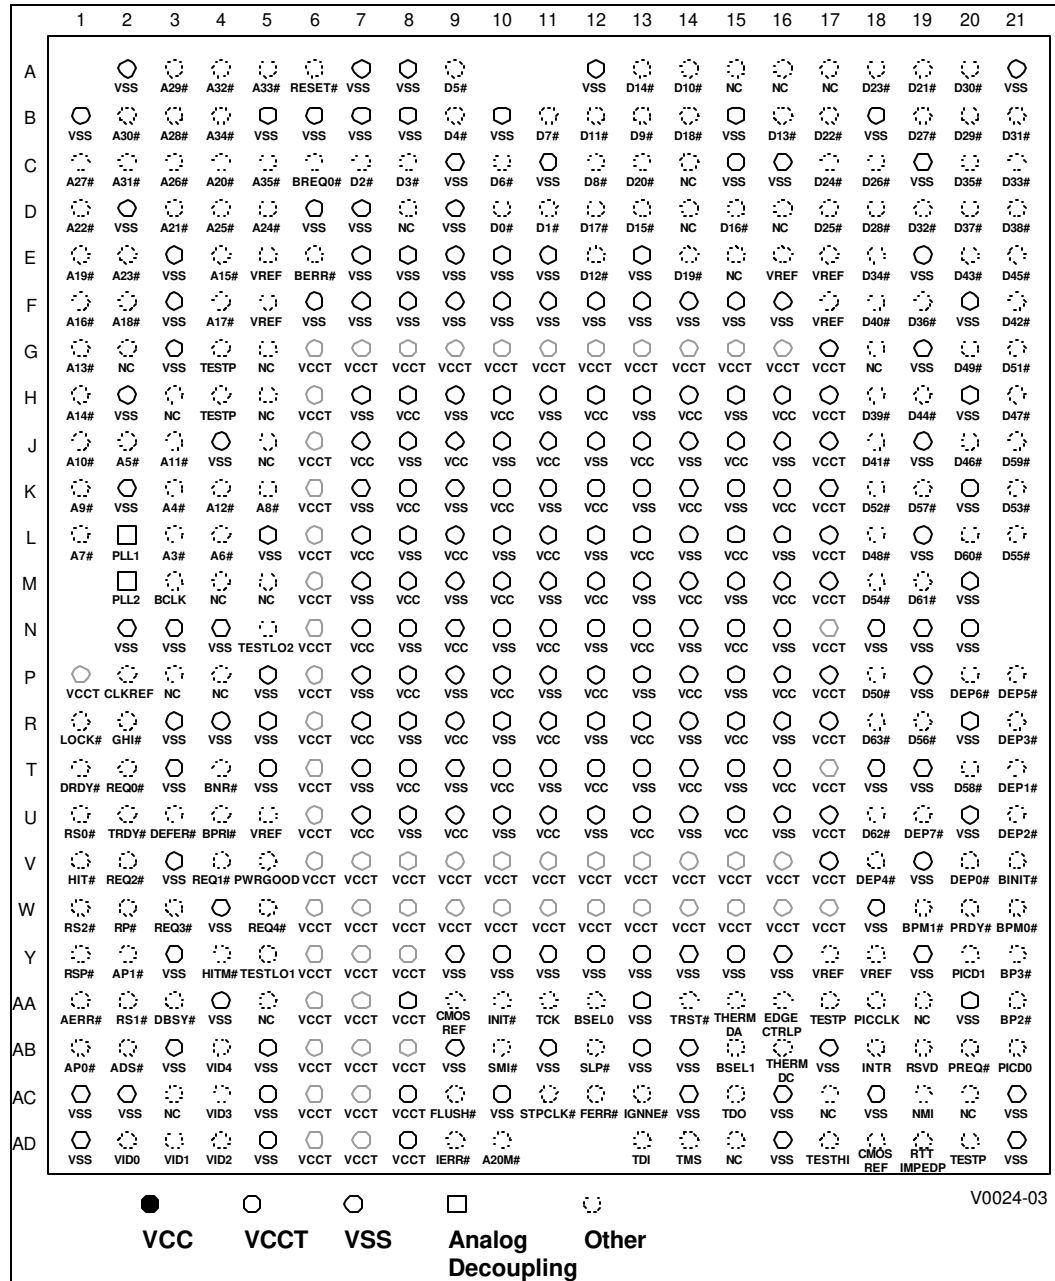 1 2 3 4 5 6 7 8 9 10 11 12 13 14 15 16 17 18 19 20 21
A
VSS A29# A32# A33# RESET# VSS VSS D5# VSS D14# D10# NC NC NC D23# D21# D30# VSS
B
VSS A30# A28# A34# VSS VSS VSS VSS D4# VSS D7# D11# D9# D18# VSS D13# D22# VSS D27# D29# D31#
C
A27# A31# A26# A20# A35# BREQ0# D2# D3# VSS D6# VSS D8# D20# NC VSS VSS D24# D26# VSS D35# D33#
D
A22# VSS A21# A25# A24# VSS VSS NC VSS D0# D1# D17# D15# NC D16# NC D25# D28# D32# D37# D38#
E
A19# A23# VSS A15# VREF BERR# VSS VSS VSS VSS VSS D12# VSS D19# NC VREF VREF D34# VSS D43# D45#
F
A16# A18# VSS A17# VREF VSS VSS VSS VSS VSS VSS VSS VSS VSS VSS VSS VREF D40# D36# VSS D42#
G
A13# NC VSS TESTP NC VCCT VCCT VCCT VCCT VCCT VCCT VCCT VCCT VCCT VCCT VCCT VCCT NC VSS D49# D51#
H
A14# VSS NC TESTP NC VCCT VSS VCC VSS VCC VSS VCC VSS VCC VSS VCC VCCT D39# D44# VSS D47#
J
A10# A5# A11# VSS NC VCCT VCC VSS VCC VSS VCC VSS VCC VSS VCC VSS VCCT D41# VSS D46# D59#
K
A9# VSS A4# A12# A8# VCCT VSS VCC VSS VCC VSS VCC VSS VCC VSS VCC VCCT D52# D57# VSS D53#
L
A7# PLL1 A3# A6# VSS VCCT VCC VSS VCC VSS VCC VSS VCC VSS VCC VSS VCCT D48# VSS D60# D55#
M
PLL2 BCLK NC NC VCCT VSS VCC VSS VCC VSS VCC VSS VCC VSS VCC VCCT D54# D61# VSS
N
VSS VSS VSS TESTLO2 VCCT VCC VSS VCC VSS VCC VSS VCC VSS VCC VSS VCCT VSS VSS VSS
P
VCCT CLKREF NC NC VSS VCCT VSS VCC VSS VCC VSS VCC VSS VCC VSS VCC VCCT D50# VSS DEP6# DEP5#
R
LOCK# GHI# VSS VSS VSS VCCT VCC VSS VCC VSS VCC VSS VCC VSS VCC VSS VCCT D63# D56# VSS DEP3#
T
DRDY# REQ0# VSS BNR# VSS VCCT VSS VCC VSS VCC VSS VCC VSS VCC VSS VCC VCCT VSS VSS D58# DEP1#
U
RS0# TRDY# DEFER# BPRI# VREF VCCT VCC VSS VCC VSS VCC VSS VCC VSS VCC VSS VCCT D62# DEP7# VSS DEP2#
V
HIT# REQ2# VSS REQ1# PWRGOOD VCCT VCCT VCCT VCCT VCCT VCCT VCCT VCCT VCCT VCCT VCCT VCCT DEP4# VSS DEP0# BINIT#
W
RS2# RP# REQ3# VSS REQ4# VCCT VCCT VCCT VCCT VCCT VCCT VCCT VCCT VCCT VCCT VCCT VCCT VSS BPM1# PRDY# BPM0#
Y
RSP# AP1# VSS HITM# TESTLO1 VCCT VCCT VCCT VSS VSS VSS VSS VSS VSS VSS VSS VREF VREF VSS PICD1 BP3#
AA
AERR# RS1# DBSY# VSS NC VCCT VCCT VCCT CMOS REF INIT# TCK BSEL0 VSS TRST# THERM DA EDGE CTRLP TESTP PICCLK NC VSS BP2#
AB
AP0# ADS# VSS VID4 VSS VCCT VCCT VCCT VSS SMI# VSS SLP# VSS VSS BSEL1 THERM DC VSS INTR RSVD PREQ# PICD0
AC
VSS VSS NC VID3 VSS VCCT VCCT VCCT FLUSH# VSS STPCLK# FERR# IGNNE# VSS TDO VSS NC VSS NMI NC VSS
AD
VSS VID0 VID1 VID2 VSS VCCT VCCT VCCT IERR# A20M# TDI TMS NC VSS TESTHI CMOS REF RTT IMPEDP TESTP VSS
V0024-03
VCC VCCT VSS Analog Other
Decoupling